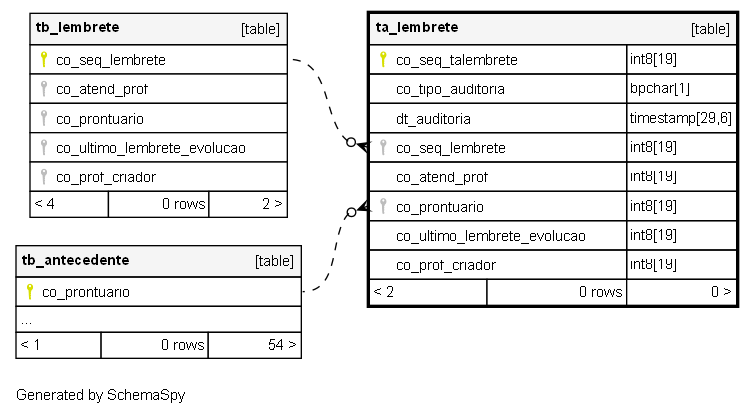 tb_lembrete [table]
co_seq_lembrete
co_atend_prof
co_prontuario
co_ultimo_lembrete_evolucao
co_prof_criador
< 4 0 rows 2 >
tb_antecedente [table]
co_prontuario
...
< 1 0 rows 54 >
ta_lembrete [table]
co_seq_talembrete int8[19]
co_tipo_auditoria bpchar[1]
dt_auditoria timestamp[29,6]
co_seq_lembrete int8[19]
co_atend_prof int8[19]
co_prontuario int8[19]
co_ultimo_lembrete_evolucao int8[19]
co_prof_criador int8[19]
< 2 0 rows 0 >
Generated by SchemaSpy